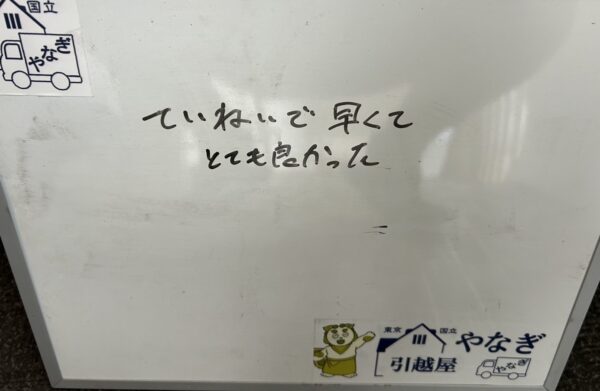 国立
やなぎ
ていねいで 早くて
とても良かった
東京 国立 やなぎ
引越屋 やなぎ